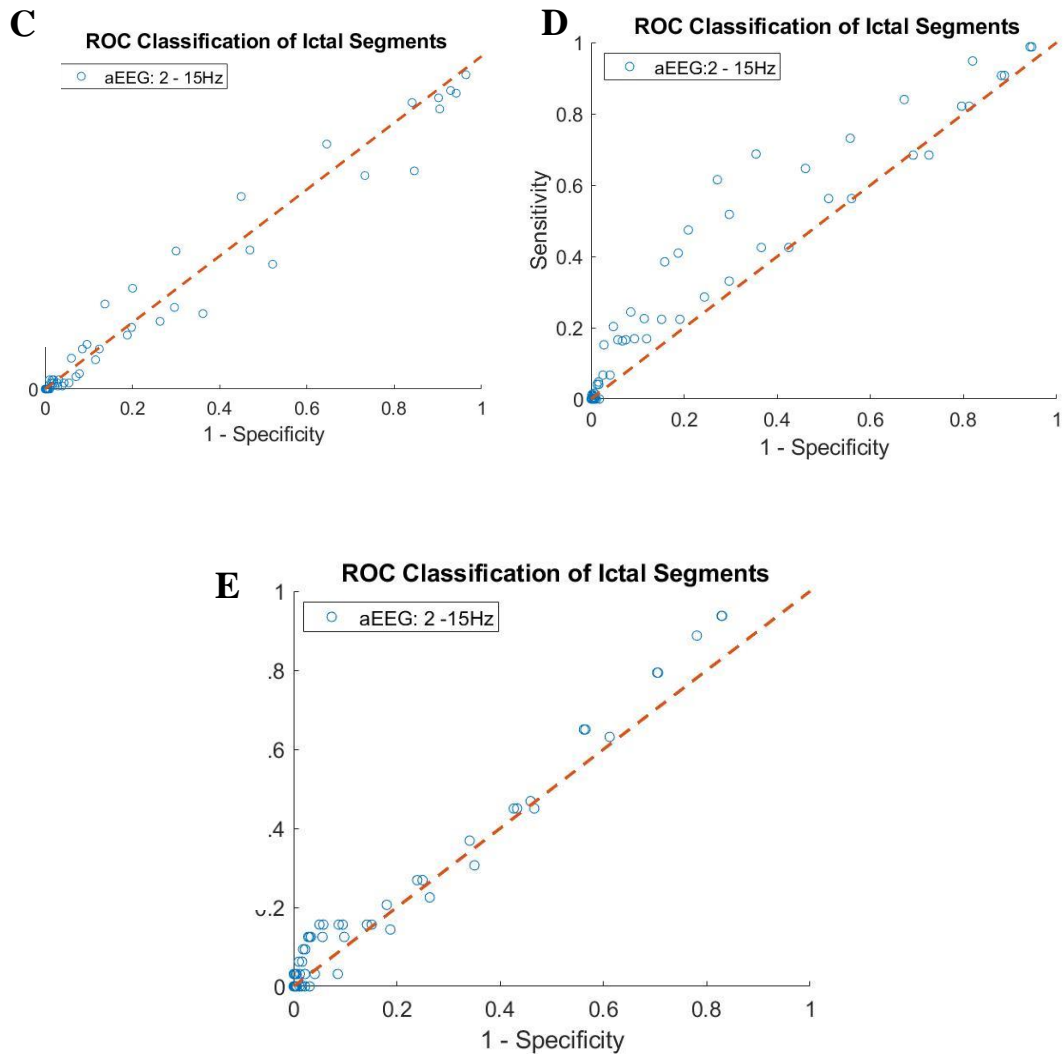 C
ROC Classification of Ictal Segments
aEEG: 2 - 15Hz
0
0 0.2 0.4 0.6 0.8 1
1 - Specificity
D
ROC Classification of Ictal Segments
aEEG:2 - 15Hz
Sensitivity
1
0.8
0.6
0.4
0.2
0
0 0.2 0.4 0.6 0.8 1
1 - Specificity
E
ROC Classification of Ictal Segments
aEEG: 2 -15Hz
1
.8
.6
.4
.2
0
0 0.2 0.4 0.6 0.8 1
1 - Specificity